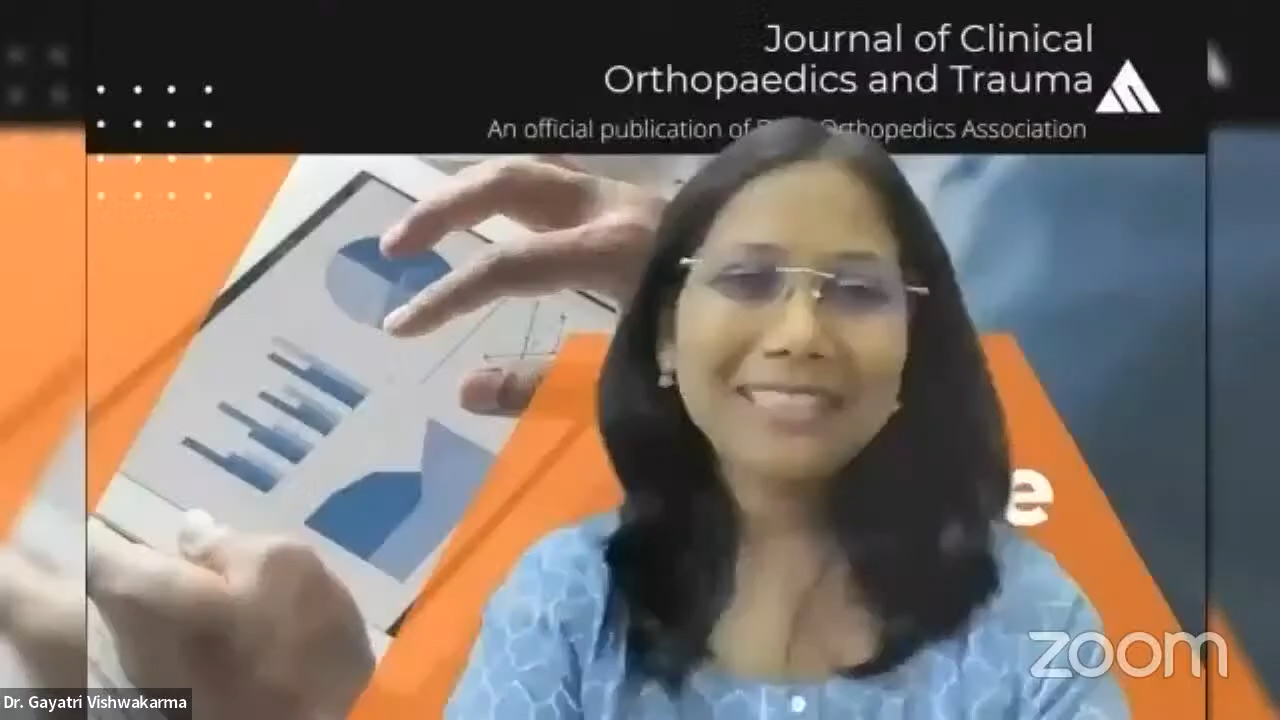 Journal of Clinical
Orthopaedics and Trauma
An official publication of Orthopedics Association
e
zoom
Dr. Gayatri Vishwakarma